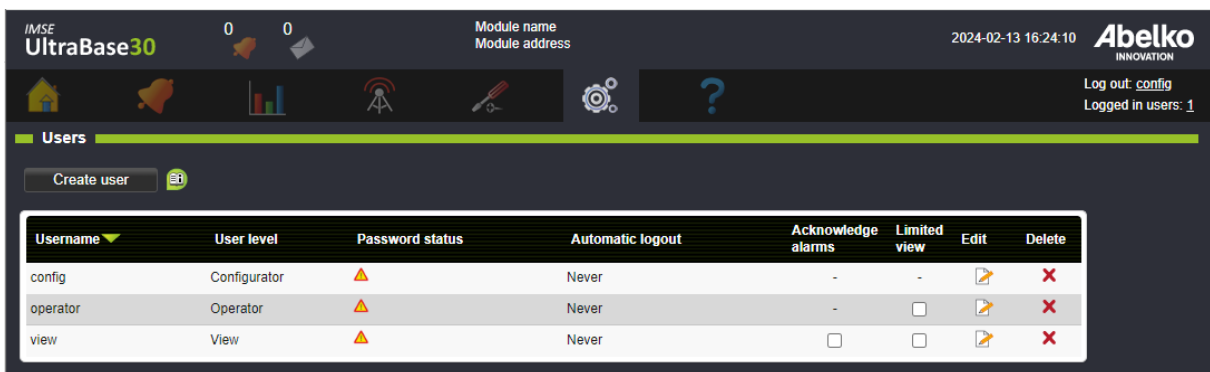 IMSE
UltraBase30
0 0
Module name
Module address
2024-02-13 16:24:10
Abelko
INNOVATION
?
Log out: config
Logged in users: 1
Users
Create user
Username User level Password status Automatic logout Acknowledge alarms Limited view Edit Delete
config Configurator Never - -
operator Operator Never -
view View Never